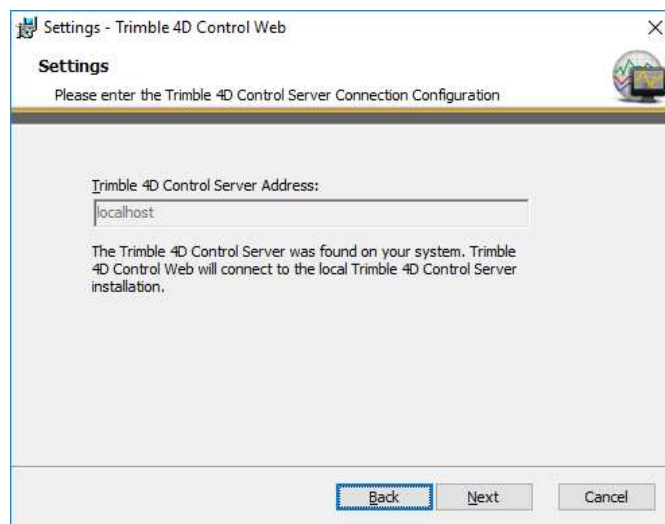 Settings - Trimble 4D Control Web
Settings
Please enter the Trimble 4D Control Server Connection Configuration
Trimble 4D Control Server Address:
localhost
The Trimble 4D Control Server was found on your system. Trimble
4D Control Web will connect to the local Trimble 4D Control Server
installation.
Back Next Cancel